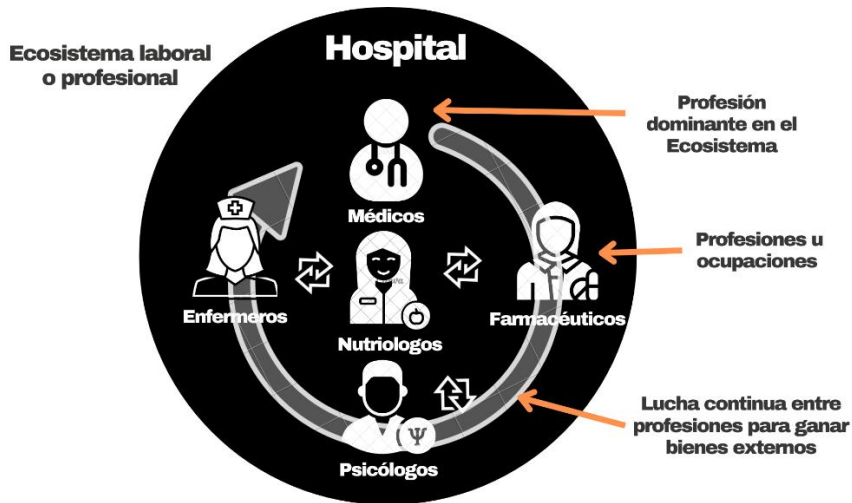 Ecosistema laboral
o profesional
Hospital
Profesión
dominante en el
Ecosistema
Médicos
Profesiones u
ocupaciones
Enfermeros
Nutriologos
Farmacéuticos
Lucha continua entre
profesiones para ganar
bienes externos
Ψ
Psicólogos